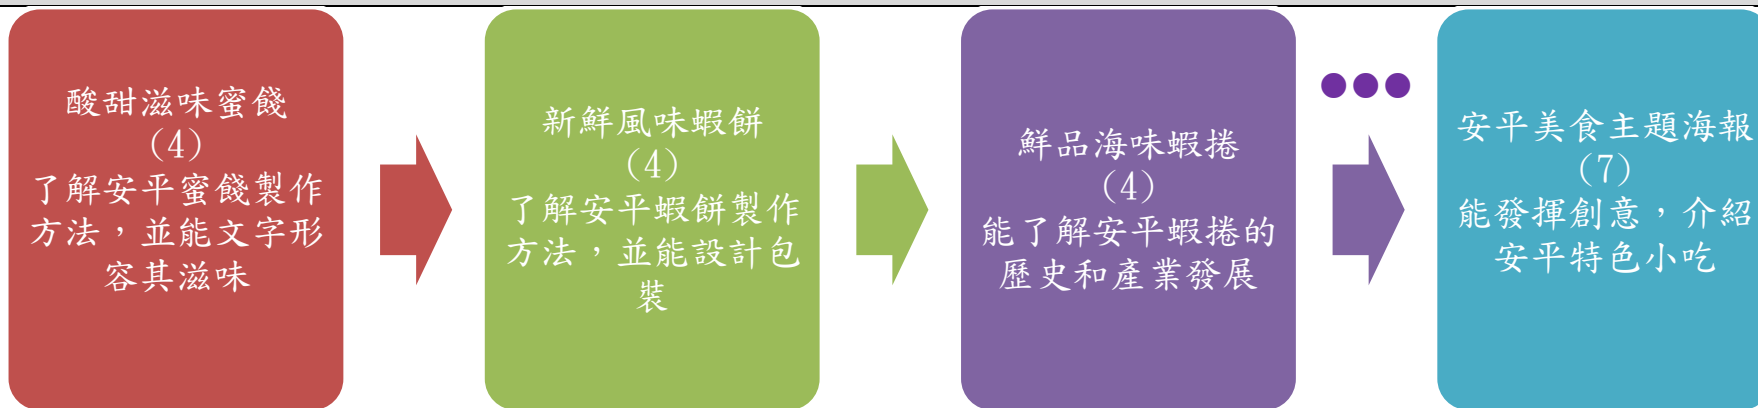 酸甜滋味蜜餞
(4)
了解安平蜜餞製作
方法，並能文字形
容其滋味
新鮮風味蝦餅
(4)
了解安平蝦餅製作
方法，並能設計包
裝
鮮品海味蝦捲
(4)
能了解安平蝦捲的
歷史和產業發展
安平美食主題海報
(7)
能發揮創意，介紹
安平特色小吃